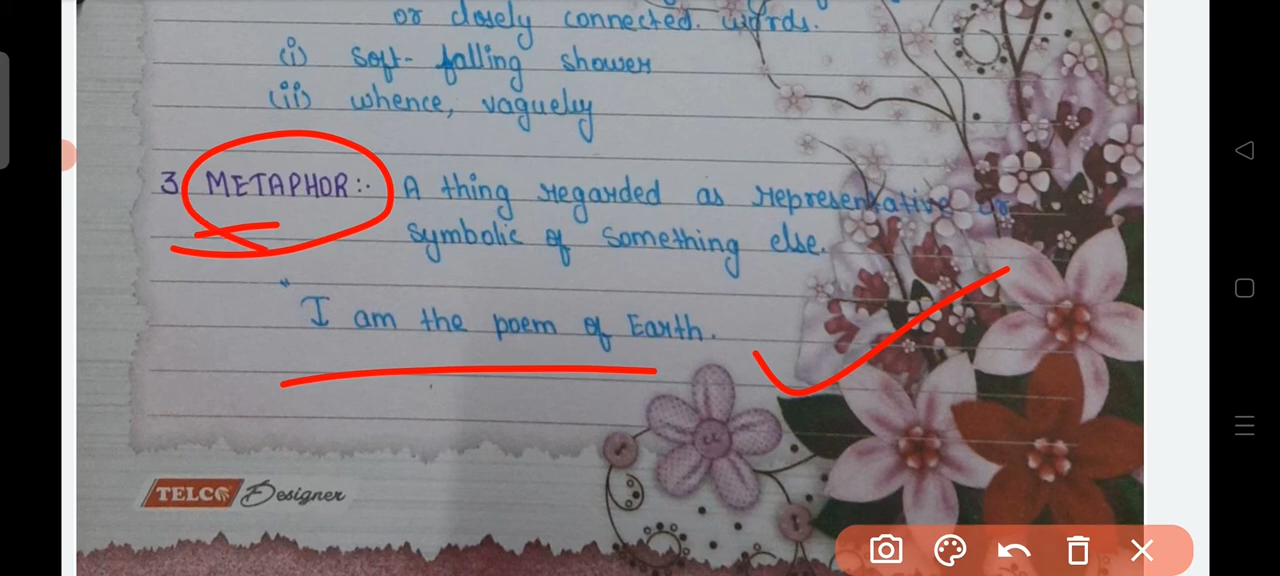 or closely connected words.
(i) soft-falling shower
(ii) whence, vaguely
3 METAPHOR:- A thing regarded as representative or
symbolic of something else.
"I am the poem of Earth.
TELCO Designer